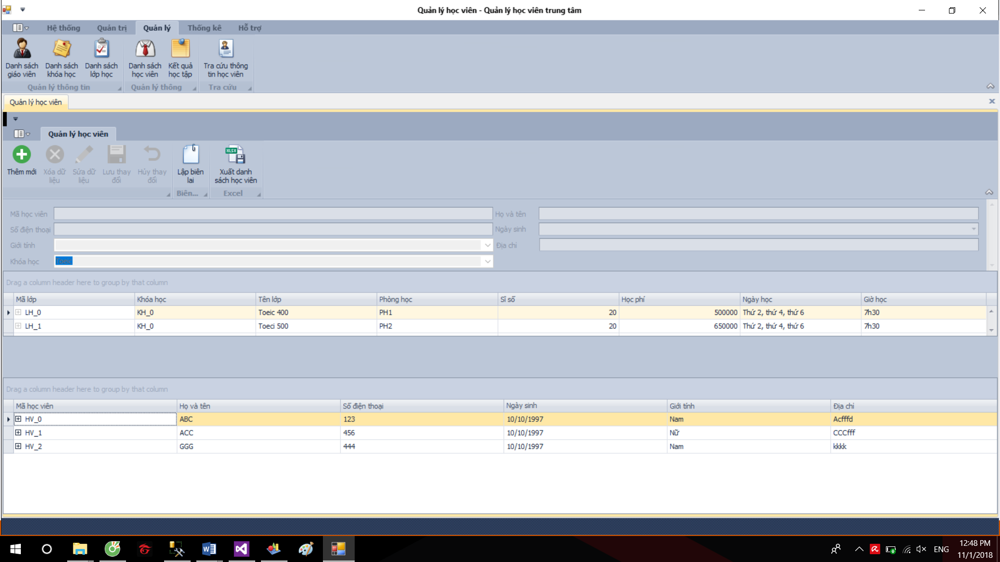 Quản lý học viên - Quản lý học viên trung tâm
Hệ thống Quản trị Quản lý Thống kê Hỗ trợ
Danh sách giáo viên
Danh sách khóa học
Danh sách lớp học
Danh sách học viên
Kết quả học tập
Tra cứu thông tin học viên
Quản lý thông tin Quản lý thông Tra cứu
Quản lý học viên
Quản lý học viên
XLSX
Thêm mới
Xóa dữ liệu
Sửa dữ liệu
Lưu thay đổi
Hủy thay đổi
Lập biên lai
Xuất danh sách học viên
Biên... Excel
Mã học viên Họ và tên
Số điện thoại Ngày sinh
Giới tính Địa chỉ
Khóa học Toeic
Drag a column header here to group by that column
Mã lớp Khóa học Tên lớp Phòng học Sĩ số Học phí Ngày học Giờ học
LH_0 KH_0 Toeic 400 PH1 20 500000 Thứ 2, thứ 4, thứ 6 7h30
LH_1 KH_0 Toeci 500 PH2 20 650000 Thứ 2, thứ 4, thứ 6 7h30
Drag a column header here to group by that column
Mã học viên Họ và tên Số điện thoại Ngày sinh Giới tính Địa chỉ
HV_0 ABC 123 10/10/1997 Nam Acfffd
HV_1 ACC 456 10/10/1997 Nữ CCCfff
HV_2 GGG 444 10/10/1997 Nam kkkk
ENG
12:48 PM
11/1/2018